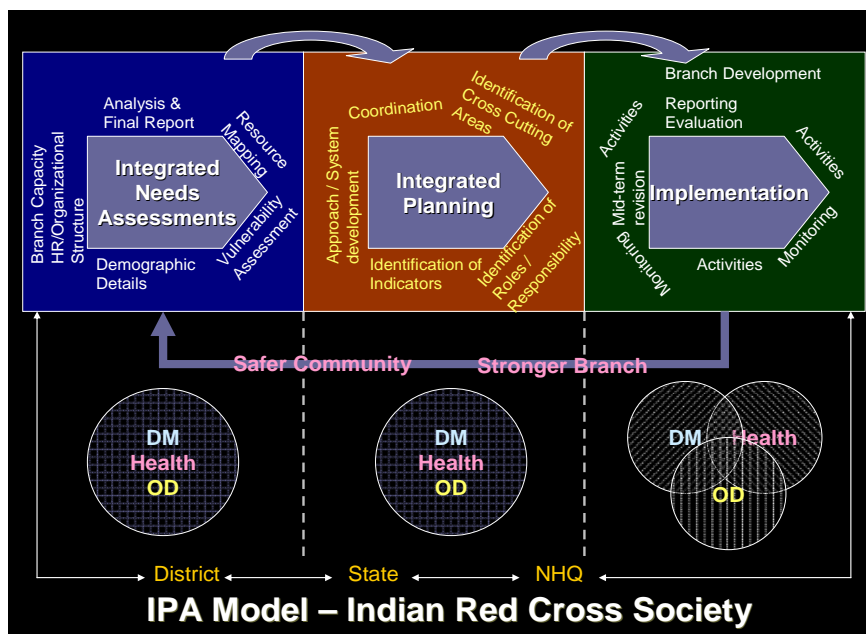 Analysis &
Final Report
Resource
Mapping
Branch Capacity
HR/Organizational
Structure
Integrated
Needs
Assessments
Vulnerability
Assessment
Demographic
Details
Coordination
Identification of
Cross Cutting
Areas
Approach / System
development
Integrated
Planning
Identification of
Indicators
Identification of
Roles /
Responsibility
Branch Development
Reporting
Evaluation
Activities
Activities
Mid-term
revision
Implementation
Monitoring
Activities
Monitoring
Safer Community
Stronger Branch
DM
Health
OD
DM
Health
OD
DM
Health
OD
District
State
NHQ
IPA Model – Indian Red Cross Society